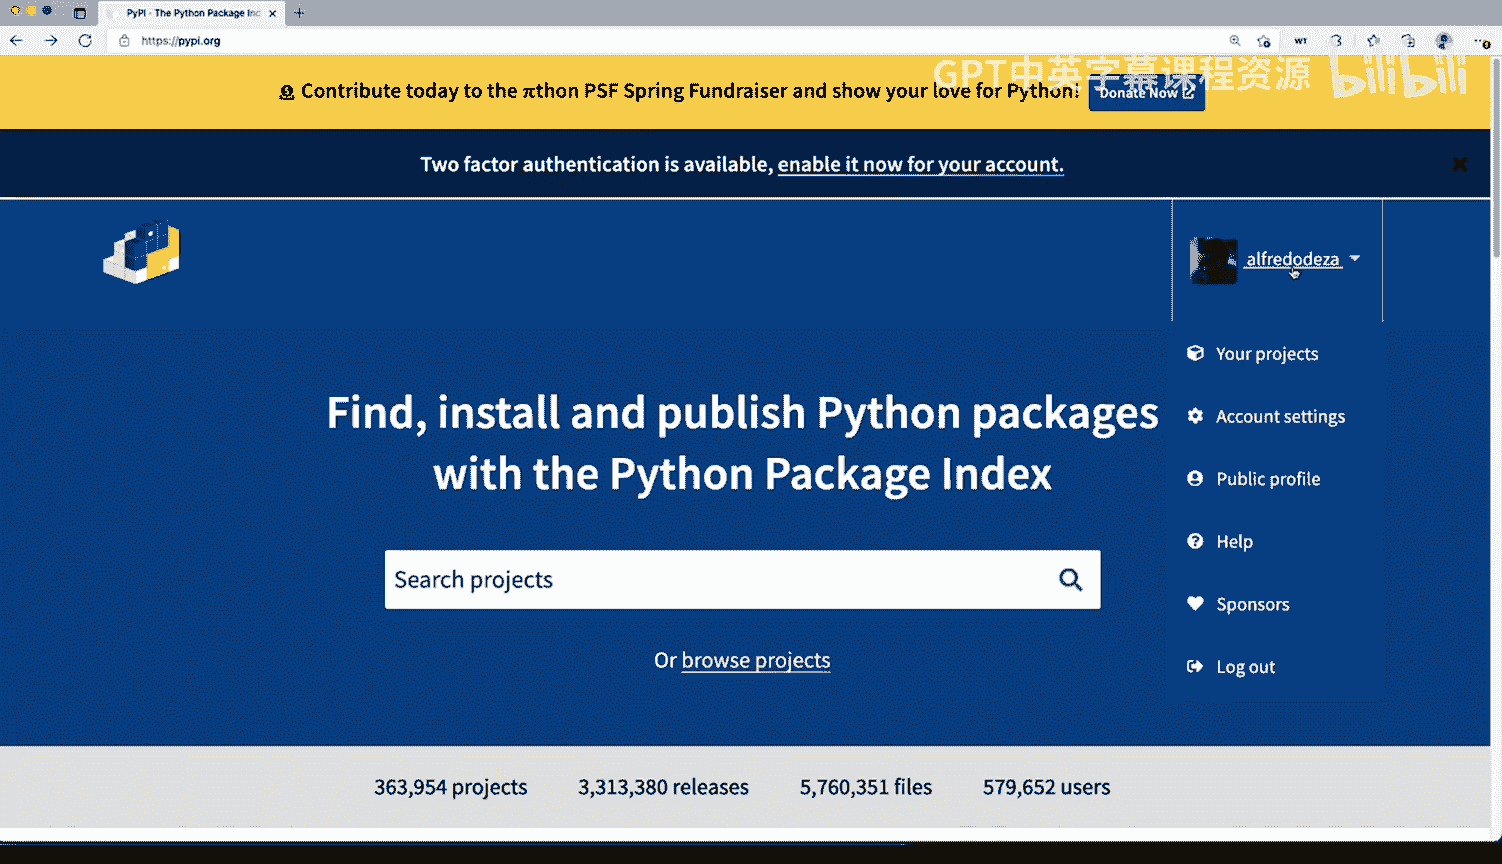 PyPI · The Python Package Ind
https://pypi.org
WT
GPT中英字幕课程资源 bilibili
Contribute today to the πthon PSF Spring Fundraiser and show your love for Python! Donate Now
Two factor authentication is available, enable it now for your account.
alfredodeza
Your projects
Account settings
Public profile
Help
Sponsors
Log out
Find, install and publish Python packages
with the Python Package Index
Search projects
Or browse projects
363,954 projects 3,313,380 releases 5,760,351 files 579,652 users